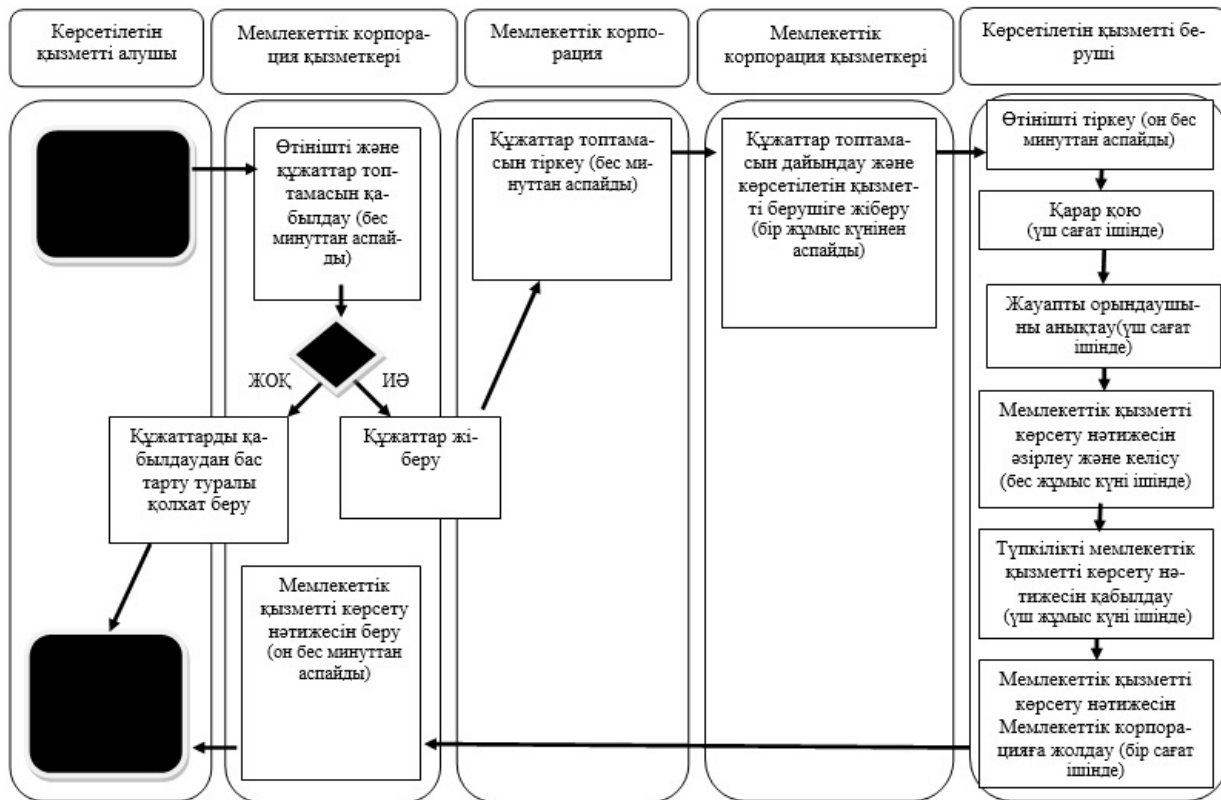 Көрсетілетін
қызметті алушы
Мемлекеттік корпора-
ция қызметкері
Мемлекеттік корпо-
рация
Мемлекеттік
корпорация қызметкері
Көрсетілетін қызметті бе-
руші
Өтінішті және
құжаттар топ-
тамасын қа-
былдау (бес
минуттан аспай-
ды)
ЖОҚ
ИӘ
Құжаттарды қа-
былдаудан бас
тарту туралы
қолхат беру
Құжаттар жі-
беру
Мемлекеттік
қызметті көрсету
нәтижесін беру
(он бес минуттан
аспайды)
Құжаттар топтама-
сын тіркеу (бес ми-
нуттан аспайды)
Құжаттар топтама-
сын дайындау және
көрсетілетін қызмет-
ті берушіге жіберу
(бір жұмыс күнінен
аспайды)
Өтінішті тіркеу (он бес
минуттан аспайды)
Қарар қою
(үш сағат ішінде)
Жауапты орындаушы-
ны анықтау(үш сағат
ішінде)
Мемлекеттік қызметті
көрсету нәтижесін
әзірлеу және келісу
(бес жұмыс күні ішінде)
Түпкілікті мемлекеттік
қызметті көрсету нә-
тижесін қабылдау
(үш жұмыс күні ішінде)
Мемлекеттік қызметті
көрсету нәтижесін
Мемлекеттік корпора-
цияға жолдау (бір сағат
ішінде)